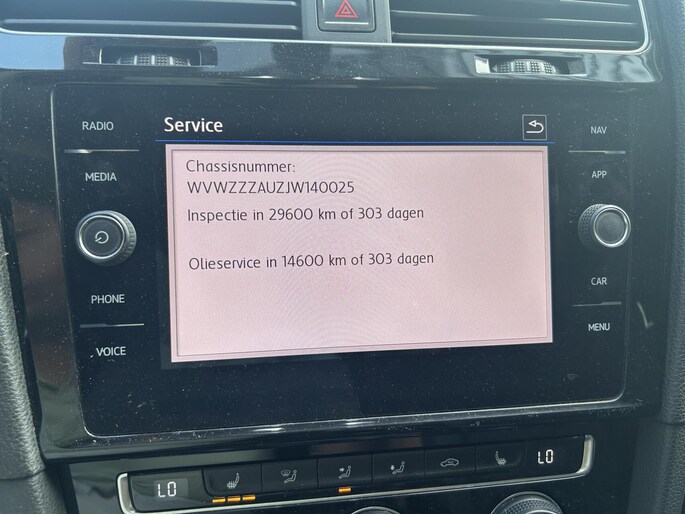 RADIO
Service
NAV
MEDIA
APP
Chassisnummer:
WVWZZZAUZJW140025
Inspectie in 29600 km of 303 dagen
Olieservice in 14600 km of 303 dagen
PHONE
CAR
VOICE
MENU
LO
LO